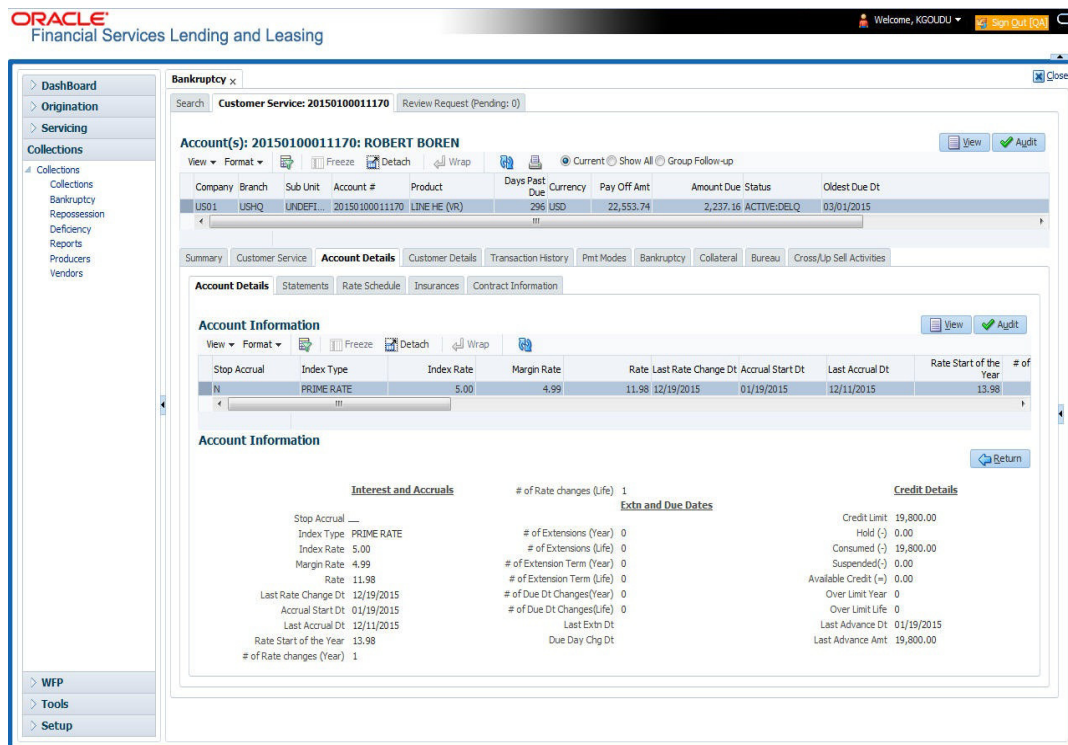 ORACLE
Financial Services Lending and Leasing
Welcome, KGOUDU
Sign Out [QA]
DashBoard
Origination
Servicing
Collections
Collections
Collections
Bankruptcy
Repossession
Deficiency
Reports
Producers
Vendors
WFP
Tools
Setup
Bankruptcy x
Close
Search Customer Service: 20150100011170 Review Request (Pending: 0)
Account(s): 20150100011170: ROBERT BOREN
View Audit
View Format Freeze Detach Wrap Current Show All Group Follow-up
Company Branch Sub Unit Account # Product Days Past Due Currency Pay Off Amt Amount Due Status Oldest Due Dt
US01 USHQ UNDEFI... 20150100011170 LINE HE (VR) 296 USD 22,553.74 2,237.16 ACTIVE:DELQ 03/01/2015
Summary Customer Service Account Details Customer Details Transaction History Pmt Modes Bankruptcy Collateral Bureau Cross/Up Sell Activities
Account Details Statements Rate Schedule Insurances Contract Information
Account Information
View Audit
View Format Freeze Detach Wrap
Stop Accrual Index Type Index Rate Margin Rate Rate Last Rate Change Dt Accrual Start Dt Last Accrual Dt Rate Start of the Year # of
N PRIME RATE 5.00 4.99 11.98 12/19/2015 01/19/2015 12/11/2015 13.98
Account Information
Return
Interest and Accruals
Stop Accrual
Index Type PRIME RATE
Index Rate 5.00
Margin Rate 4.99
Rate 11.98
Last Rate Change Dt 12/19/2015
Accrual Start Dt 01/19/2015
Last Accrual Dt 12/11/2015
Rate Start of the Year 13.98
# of Rate changes (Year) 1
# of Rate changes (Life) 1
Extn and Due Dates
# of Extensions (Year) 0
# of Extensions (Life) 0
# of Extension Term (Year) 0
# of Extension Term (Life) 0
# of Due Dt Changes(Year) 0
# of Due Dt Changes(Life) 0
Last Extn Dt
Due Day Chg Dt
Credit Details
Credit Limit 19,800.00
Hold (-) 0.00
Consumed (-) 19,800.00
Suspended(-) 0.00
Available Credit (=) 0.00
Over Limit Year 0
Over Limit Life 0
Last Advance Dt 01/19/2015
Last Advance Amt 19,800.00